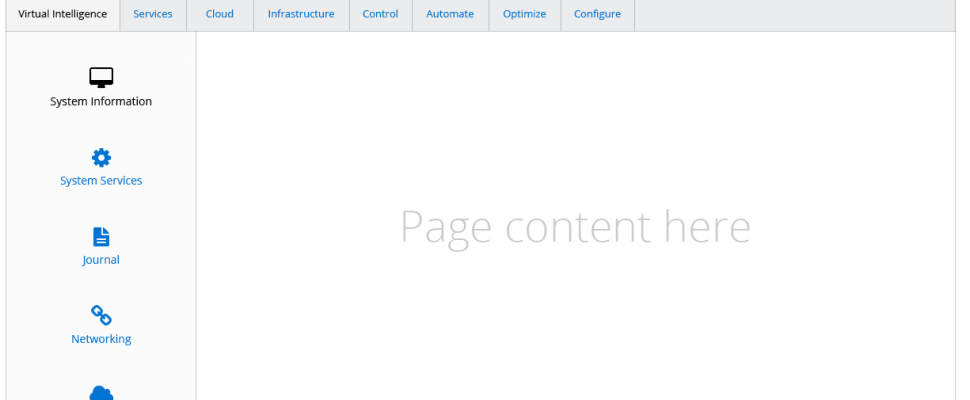 Virtual Intelligence Services Cloud Infrastructure Control Automate Optimize Configure
System Information
System Services
Journal
Networking
Page content here